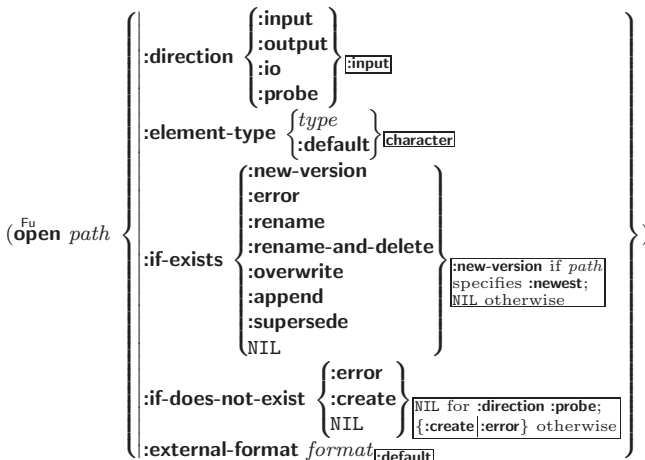 :input
:output
:direction
:io
:input
:probe
:element-type type
:default character
:new-version
:error
:rename
Fu
:rename-and-delete
(open path
:if-exists
:overwrite
:append
:new-version if path
specifies :newest;
NIL otherwise
:supersede
NIL
)
:error
:if-does-not-exist :create
NIL
NIL for :direction :probe;
{:create|:error} otherwise
:external-format format :default